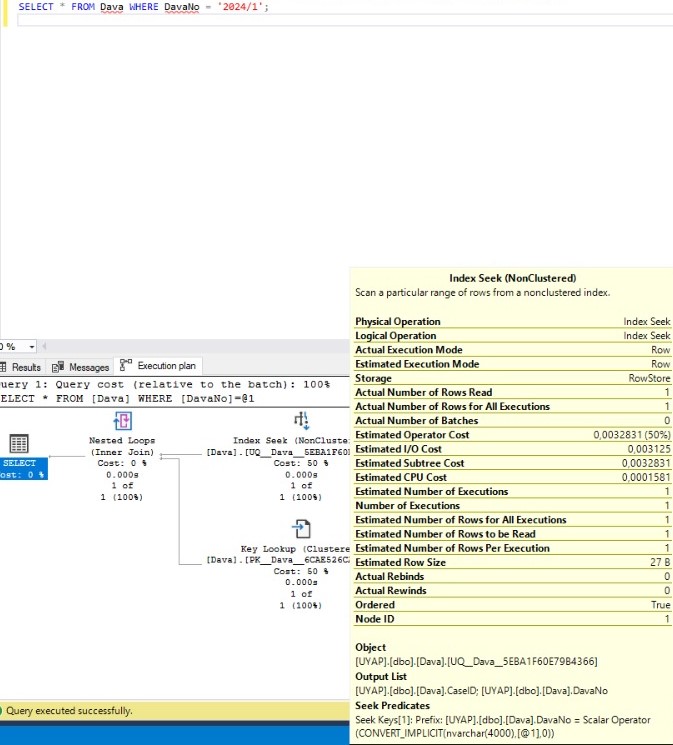 SELECT * FROM Dava WHERE DavaNo = '2024/1';
0 %
Results Messages Execution plan
uery 1: Query cost (relative to the batch): 100%
ELECT * FROM [Dava] WHERE [DavaNo]=@1
SELECT
ost: 0 %
Nested Loops
(Inner Join)
Cost: 0 %
0.000s
1 of
1 (100%)
Index Seek (NonCluste
[Dava].[UQ__Dava__5EBA1F60
Cost: 50 %
0.000s
1 of
1 (100%)
Key Lookup (Clustere
[Dava].[PK__Dava__6CAE526C
Cost: 50 %
0.000s
1 of
1 (100%)
Index Seek (NonClustered)
Scan a particular range of rows from a nonclustered index.
Physical Operation Index Seek
Logical Operation Index Seek
Actual Execution Mode Row
Estimated Execution Mode Row
Storage RowStore
Actual Number of Rows Read 1
Actual Number of Rows for All Executions 1
Actual Number of Batches 0
Estimated Operator Cost 0,0032831 (50%)
Estimated I/O Cost 0,003125
Estimated Subtree Cost 0,0032831
Estimated CPU Cost 0,0001581
Estimated Number of Executions 1
Number of Executions 1
Estimated Number of Rows for All Executions 1
Estimated Number of Rows to be Read 1
Estimated Number of Rows Per Execution 1
Estimated Row Size 27 B
Actual Rebinds 0
Actual Rewinds 0
Ordered True
Node ID 1
Object
[UYAP].[dbo].[Dava].[UQ__Dava__5EBA1F60E79B4366]
Output List
[UYAP].[dbo].[Dava].CaseID; [UYAP].[dbo].[Dava].DavaNo
Seek Predicates
Seek Keys[1]: Prefix: [UYAP].[dbo].[Dava].DavaNo = Scalar Operator
(CONVERT_IMPLICIT(nvarchar(4000),[@1],0))
Query executed successfully.